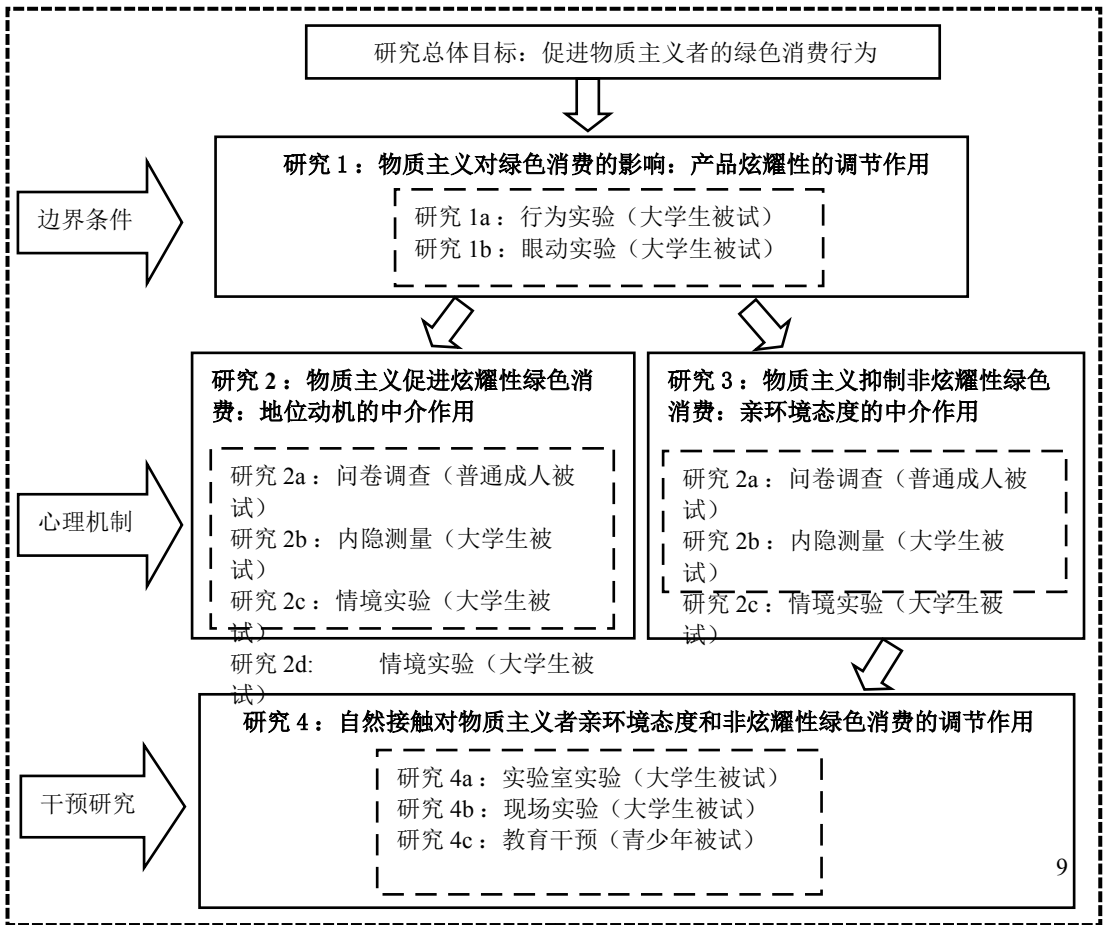 研究总体目标：促进物质主义者的绿色消费行为
研究 1：物质主义对绿色消费的影响：产品炫耀性的调节作用
研究 1a：行为实验（大学生被试）
研究 1b：眼动实验（大学生被试）
边界条件
研究 2：物质主义促进炫耀性绿色消
费：地位动机的中介作用
研究 2a：问卷调查（普通成人被
试）
研究 2b：内隐测量（大学生被
试）
研究 2c：情境实验（大学生被
试）
研究 2d: 情境实验（大学生被
试）
研究 3：物质主义抑制非炫耀性绿色
消费：亲环境态度的中介作用
研究 2a：问卷调查（普通成人被
试）
研究 2b：内隐测量（大学生被
试）
研究 2c：情境实验（大学生被
试）
心理机制
研究 4：自然接触对物质主义者亲环境态度和非炫耀性绿色消费的调节作用
研究 4a：实验室实验（大学生被试）
研究 4b：现场实验（大学生被试）
研究 4c：教育干预（青少年被试）
干预研究
9